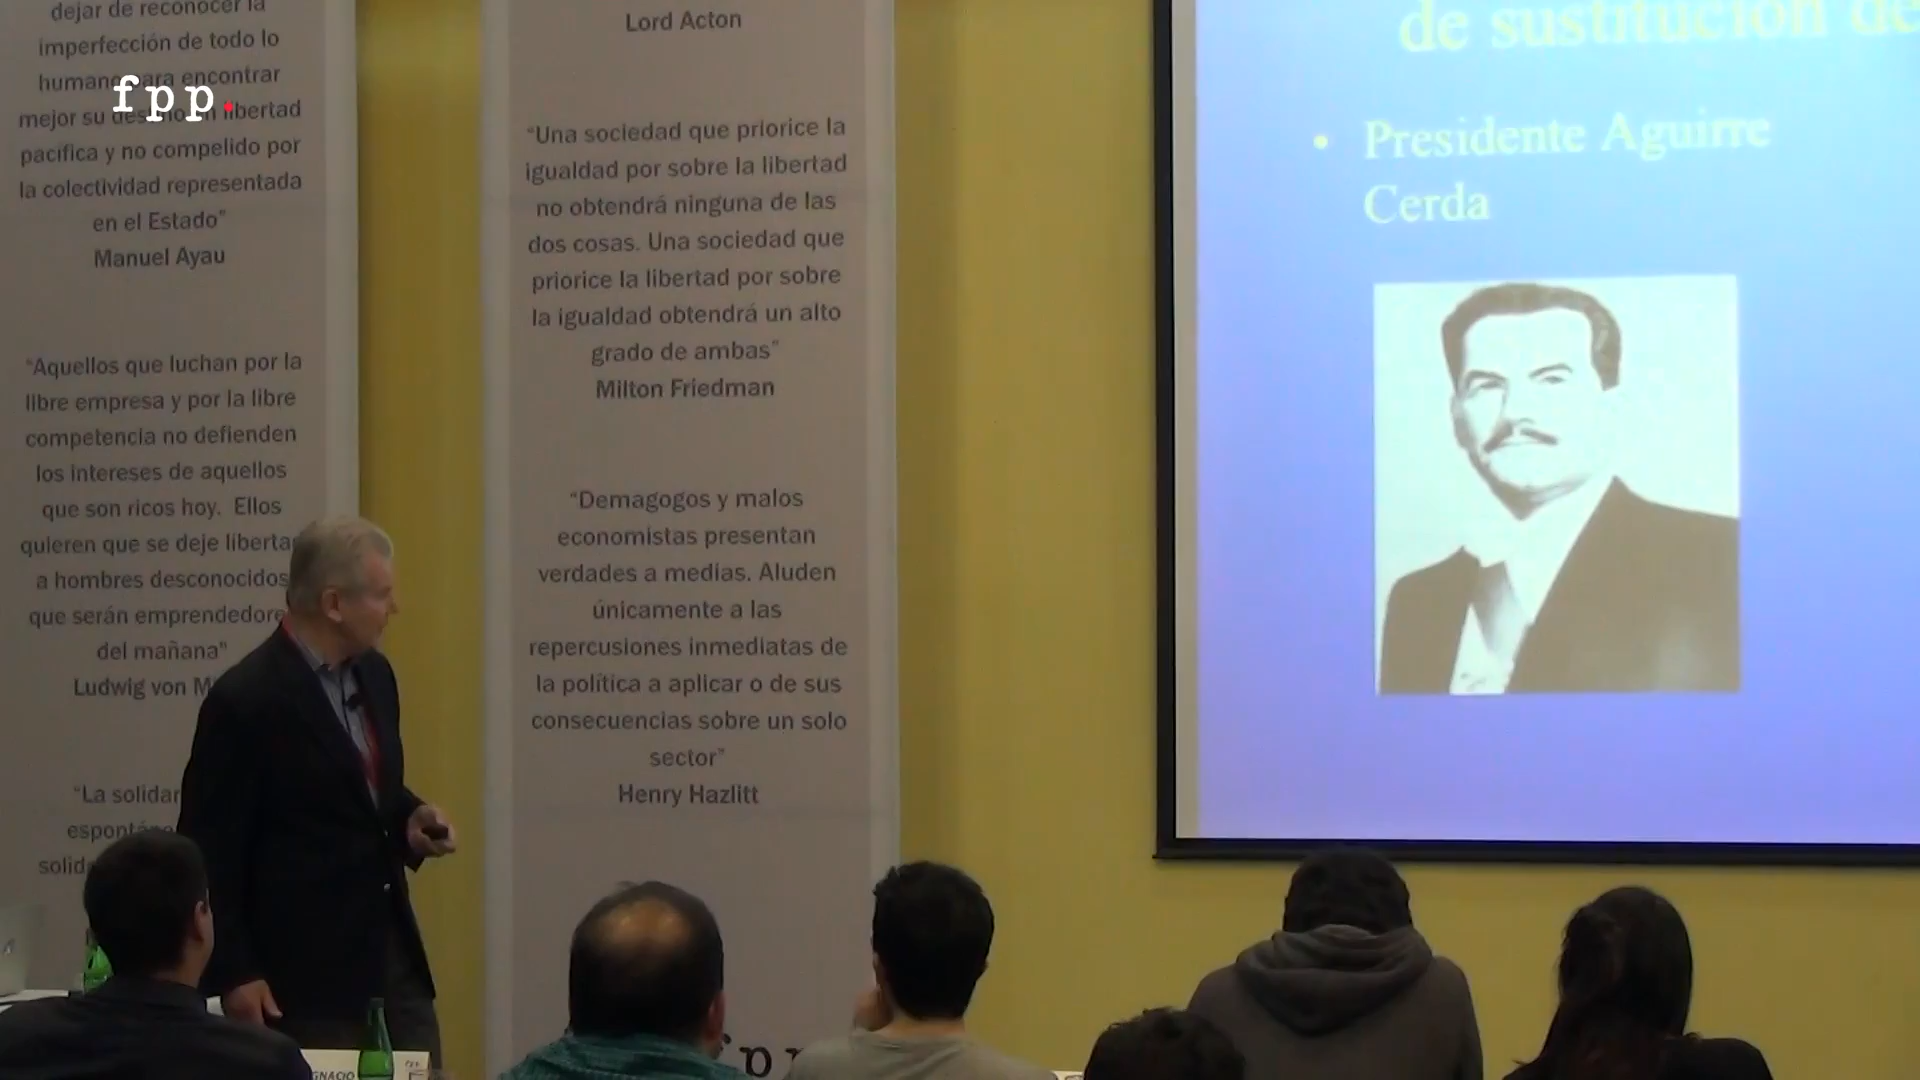 dejar de reconocer la
imperfección de todo lo
humano para encontrar
mejor su destino en libertad
pacífica y no compelido por
la colectividad representada
en el Estado”
Manuel Ayau
“Aquellos que luchan por la
libre empresa y por la libre
competencia no defienden
los intereses de aquellos
que son ricos hoy. Ellos
quieren que se deje liberta
a hombres desconocidos
que serán emprendedore
del mañana”
Ludwig von M
“La solidar
espontán
solid
fpp.
Lord Acton
“Una sociedad que priorice la
igualdad por sobre la libertad
no obtendrá ninguna de las
dos cosas. Una sociedad que
priorice la libertad por sobre
la igualdad obtendrá un alto
grado de ambas”
Milton Friedman
“Demagogos y malos
economistas presentan
verdades a medias. Aluden
únicamente a las
repercusiones inmediatas de
la política a aplicar o de sus
consecuencias sobre un solo
sector”
Henry Hazlitt
de sustitución de
• Presidente Aguirre
Cerda
GNACIO